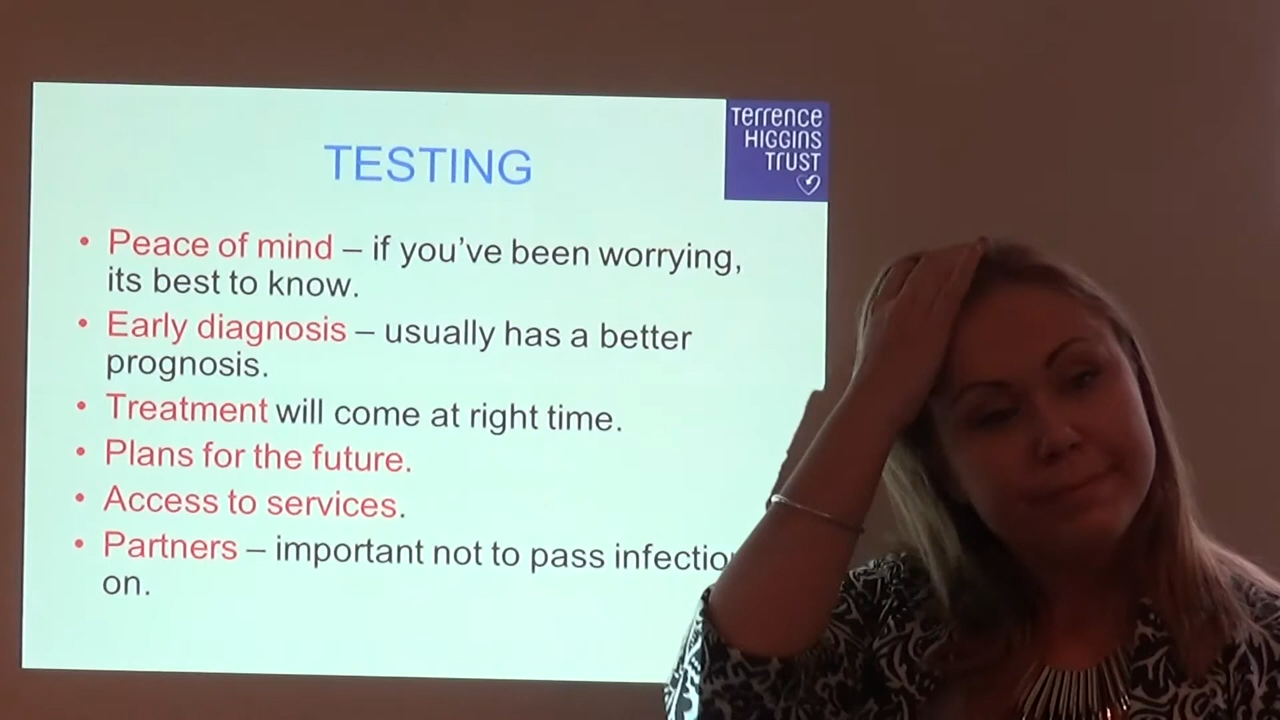 Terrence
HIGGINS
TRUST
TESTING
• Peace of mind – if you've been worrying,
its best to know.
• Early diagnosis – usually has a better
prognosis.
• Treatment will come at right time.
• Plans for the future.
• Access to services.
• Partners – important not to pass infectio
on.